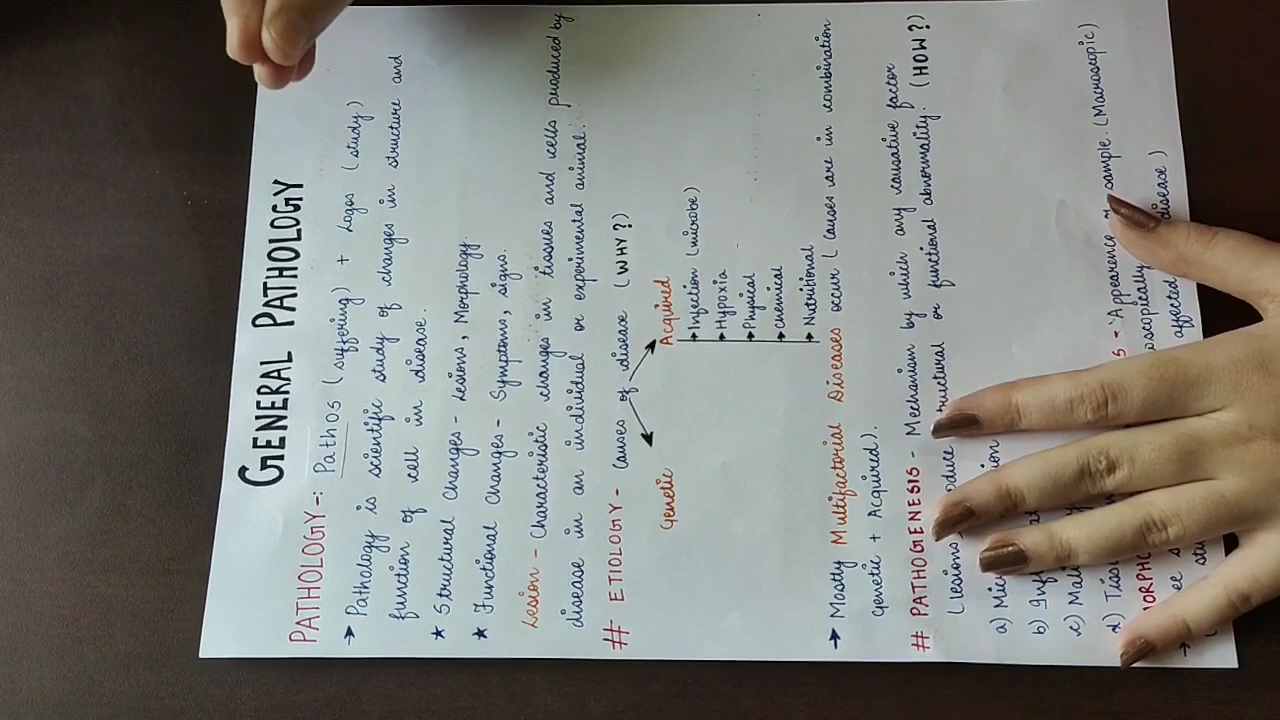 GENERAL PATHOLOGY
PATHOLOGY -: Pathos (suffering) + Logos (study)
→ Pathology is scientific study of changes in structure and
function of cell in disease.
★ Structural Changes - Lesions, Morphology.
★ Functional Changes - Symptoms, signs.
Lesion - Characteristic changes in tissues and cells produced by
disease in an individual or experimental animal.
# ETIOLOGY - Causes of disease (WHY?)
Genetic Acquired
→ Infection (microbe)
→ Hypoxia
→ Physical
→ Chemical
→ Nutritional
→ Mostly Multifactorial Diseases occur (Causes are in combination
Genetic + Acquired).
# PATHOGENESIS - Mechanism by which any causative factor
(lesions) or functional abnormality. (HOW?)
a)
b)
c)
d)
- Appearence sample. (Macroscopic)
affected disease)